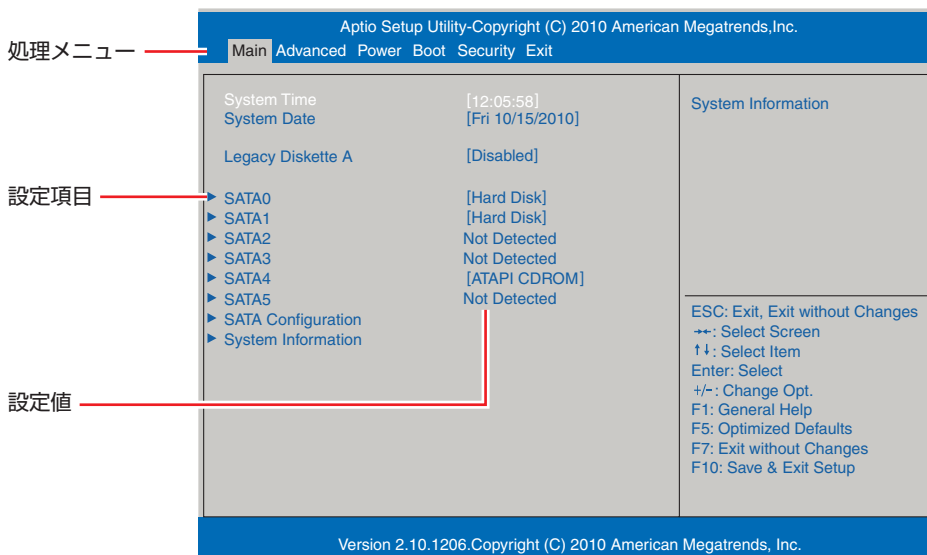 Aptio Setup Utility-Copyright (C) 2010 American Megatrends,Inc.
処理メニュー
Main Advanced Power Boot Security Exit
System Time [12:05:58]
System Date [Fri 10/15/2010]
System Information
Legacy Diskette A [Disabled]
設定項目
▶ SATA0 [Hard Disk]
▶ SATA1 [Hard Disk]
▶ SATA2 Not Detected
▶ SATA3 Not Detected
▶ SATA4 [ATAPI CDROM]
▶ SATA5 Not Detected
▶ SATA Configuration
▶ System Information
設定値
ESC: Exit, Exit without Changes
→←: Select Screen
↑↓: Select Item
Enter: Select
+/-: Change Opt.
F1: General Help
F5: Optimized Defaults
F7: Exit without Changes
F10: Save & Exit Setup
Version 2.10.1206.Copyright (C) 2010 American Megatrends, Inc.